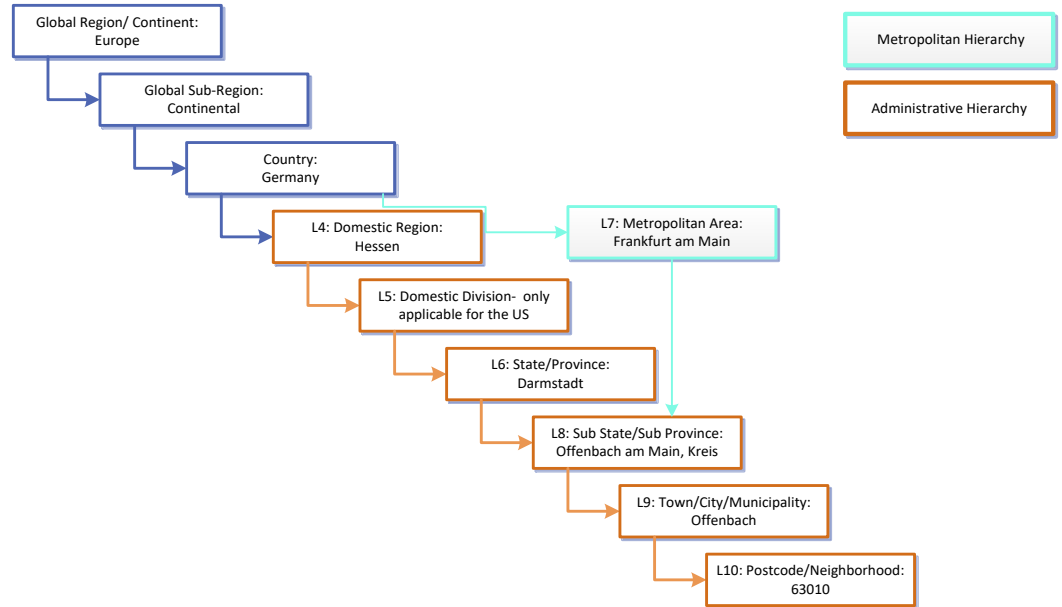 Global Region/ Continent:
Europe
Metropolitan Hierarchy
Global Sub-Region:
Continental
Administrative Hierarchy
Country:
Germany
L4: Domestic Region:
Hessen
L7: Metropolitan Area:
Frankfurt am Main
L5: Domestic Division- only
applicable for the US
L6: State/Province:
Darmstadt
L8: Sub State/Sub Province:
Offenbach am Main, Kreis
L9: Town/City/Municipality:
Offenbach
L10: Postcode/Neighborhood:
63010